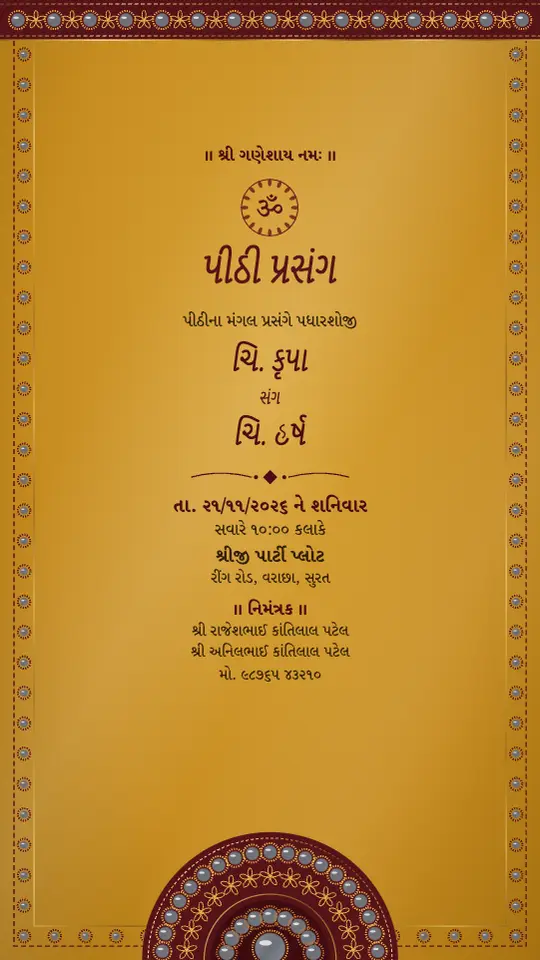 ॥ શ્રી ગણેશાય નમઃ ॥
ૐ
પીઠી પ્રસંગ
પીઠીના મંગલ પ્રસંગે પધારશોજી
ચિ. કૃપા
સંગ
ચિ. હર્ષ
તા. ૨૧/૧૧/૨૦૨૬ ને શનિવાર
સવારે ૧૦:૦૦ કલાકે
શ્રીજી પાર્ટી પ્લોટ
રીંગ રોડ, વરાછા, સુરત
॥ નિમંત્રક ॥
શ્રી રાજેશભાઈ કાંતિલાલ પટેલ
શ્રી અનિલભાઈ કાંતિલાલ પટેલ
મો. ૯૮૭૬૫ ૪૩૨૧૦